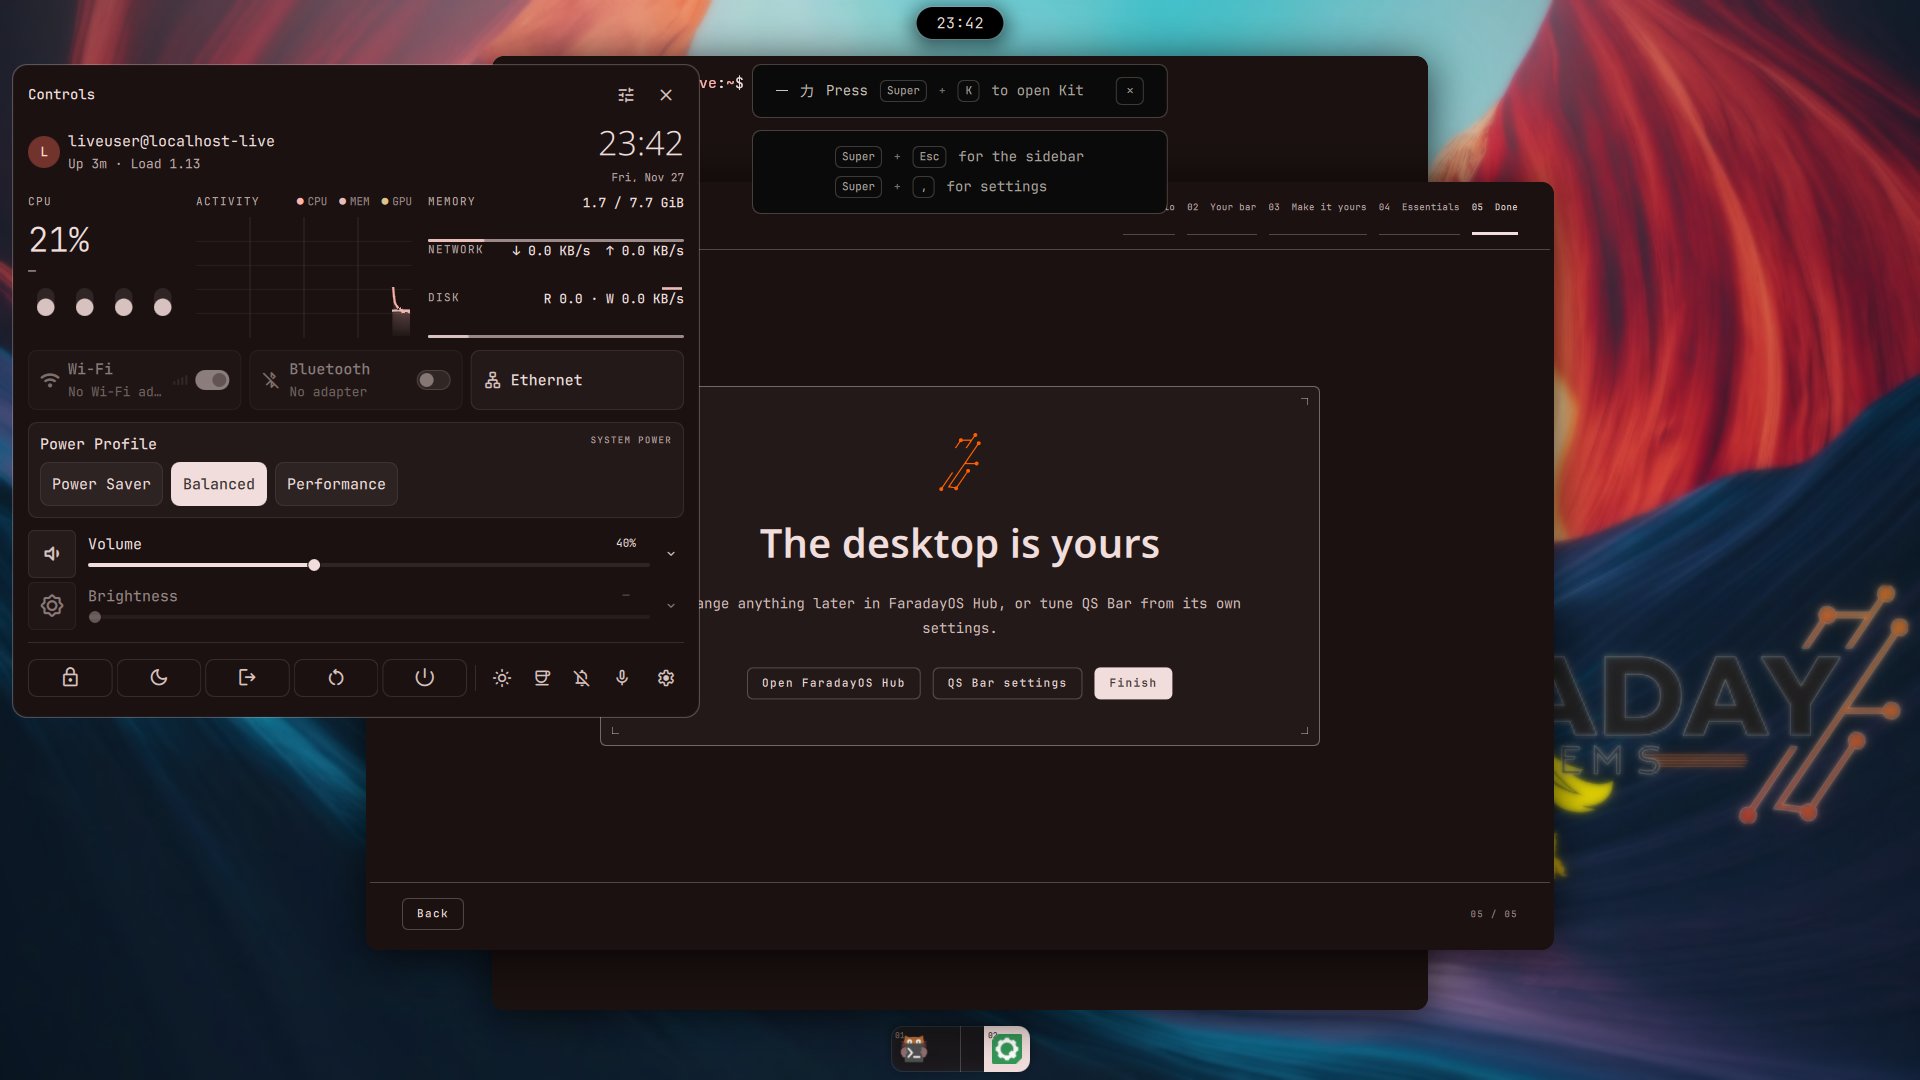 23:42
Controls
liveuser@localhost-live
Up 3m · Load 1.13
23:42
Fri, Nov 27
CPU
21%
—
ACTIVITY
CPU
MEM
GPU
MEMORY
1.7 / 7.7 GiB
NETWORK
↓ 0.0 KB/s ↑ 0.0 KB/s
DISK
R 0.0 · W 0.0 KB/s
Wi-Fi
No Wi-Fi ad…
Bluetooth
No adapter
Ethernet
Power Profile
SYSTEM POWER
Power Saver
Balanced
Performance
Volume
40%
Brightness
—
ve:~$
一 力 Press Super + K to open Kit
×
Super + Esc for the sidebar
Super + , for settings
02 Your bar
03 Make it yours
04 Essentials
05 Done
The desktop is yours
ange anything later in FaradayOS Hub, or tune QS Bar from its own
settings.
Open FaradayOS Hub
QS Bar settings
Finish
Back
05 / 05
ADAY
EMS
01
02